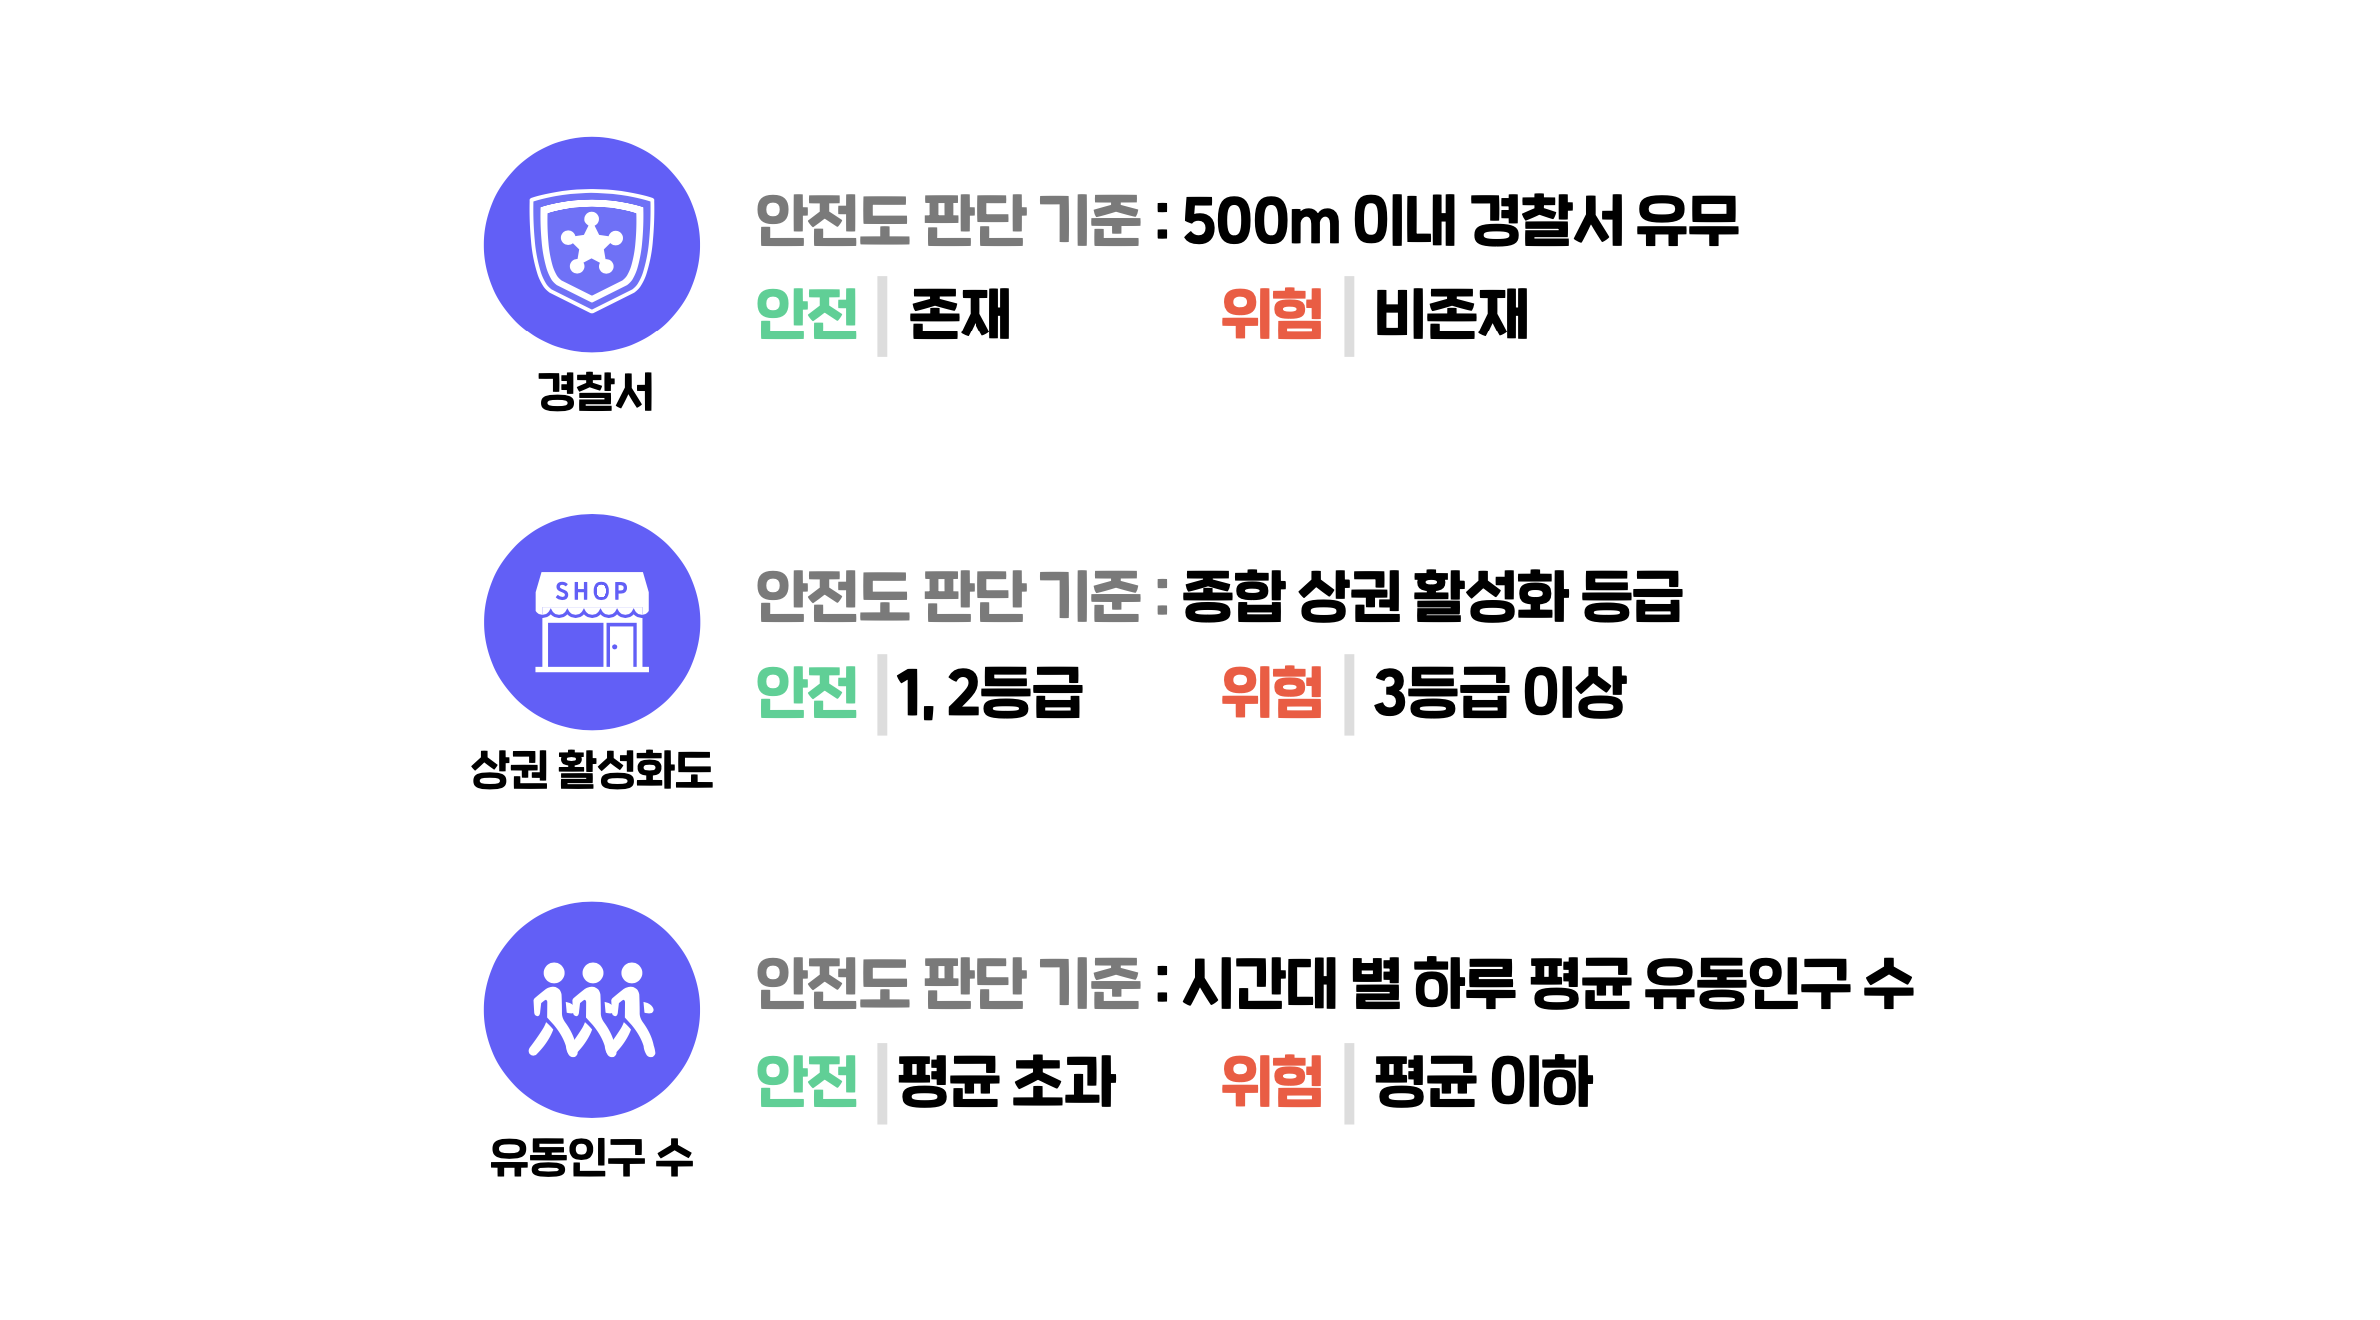 안전도 판단 기준 : 500m 이내 경찰서 유무
안전 존재 위험 비존재
경찰서
SHOP
안전도 판단 기준 : 종합 상권 활성화 등급
안전 1, 2등급 위험 3등급 이상
상권 활성화도
안전도 판단 기준 : 시간대 별 하루 평균 유동인구 수
안전 평균 초과 위험 평균 이하
유동인구 수